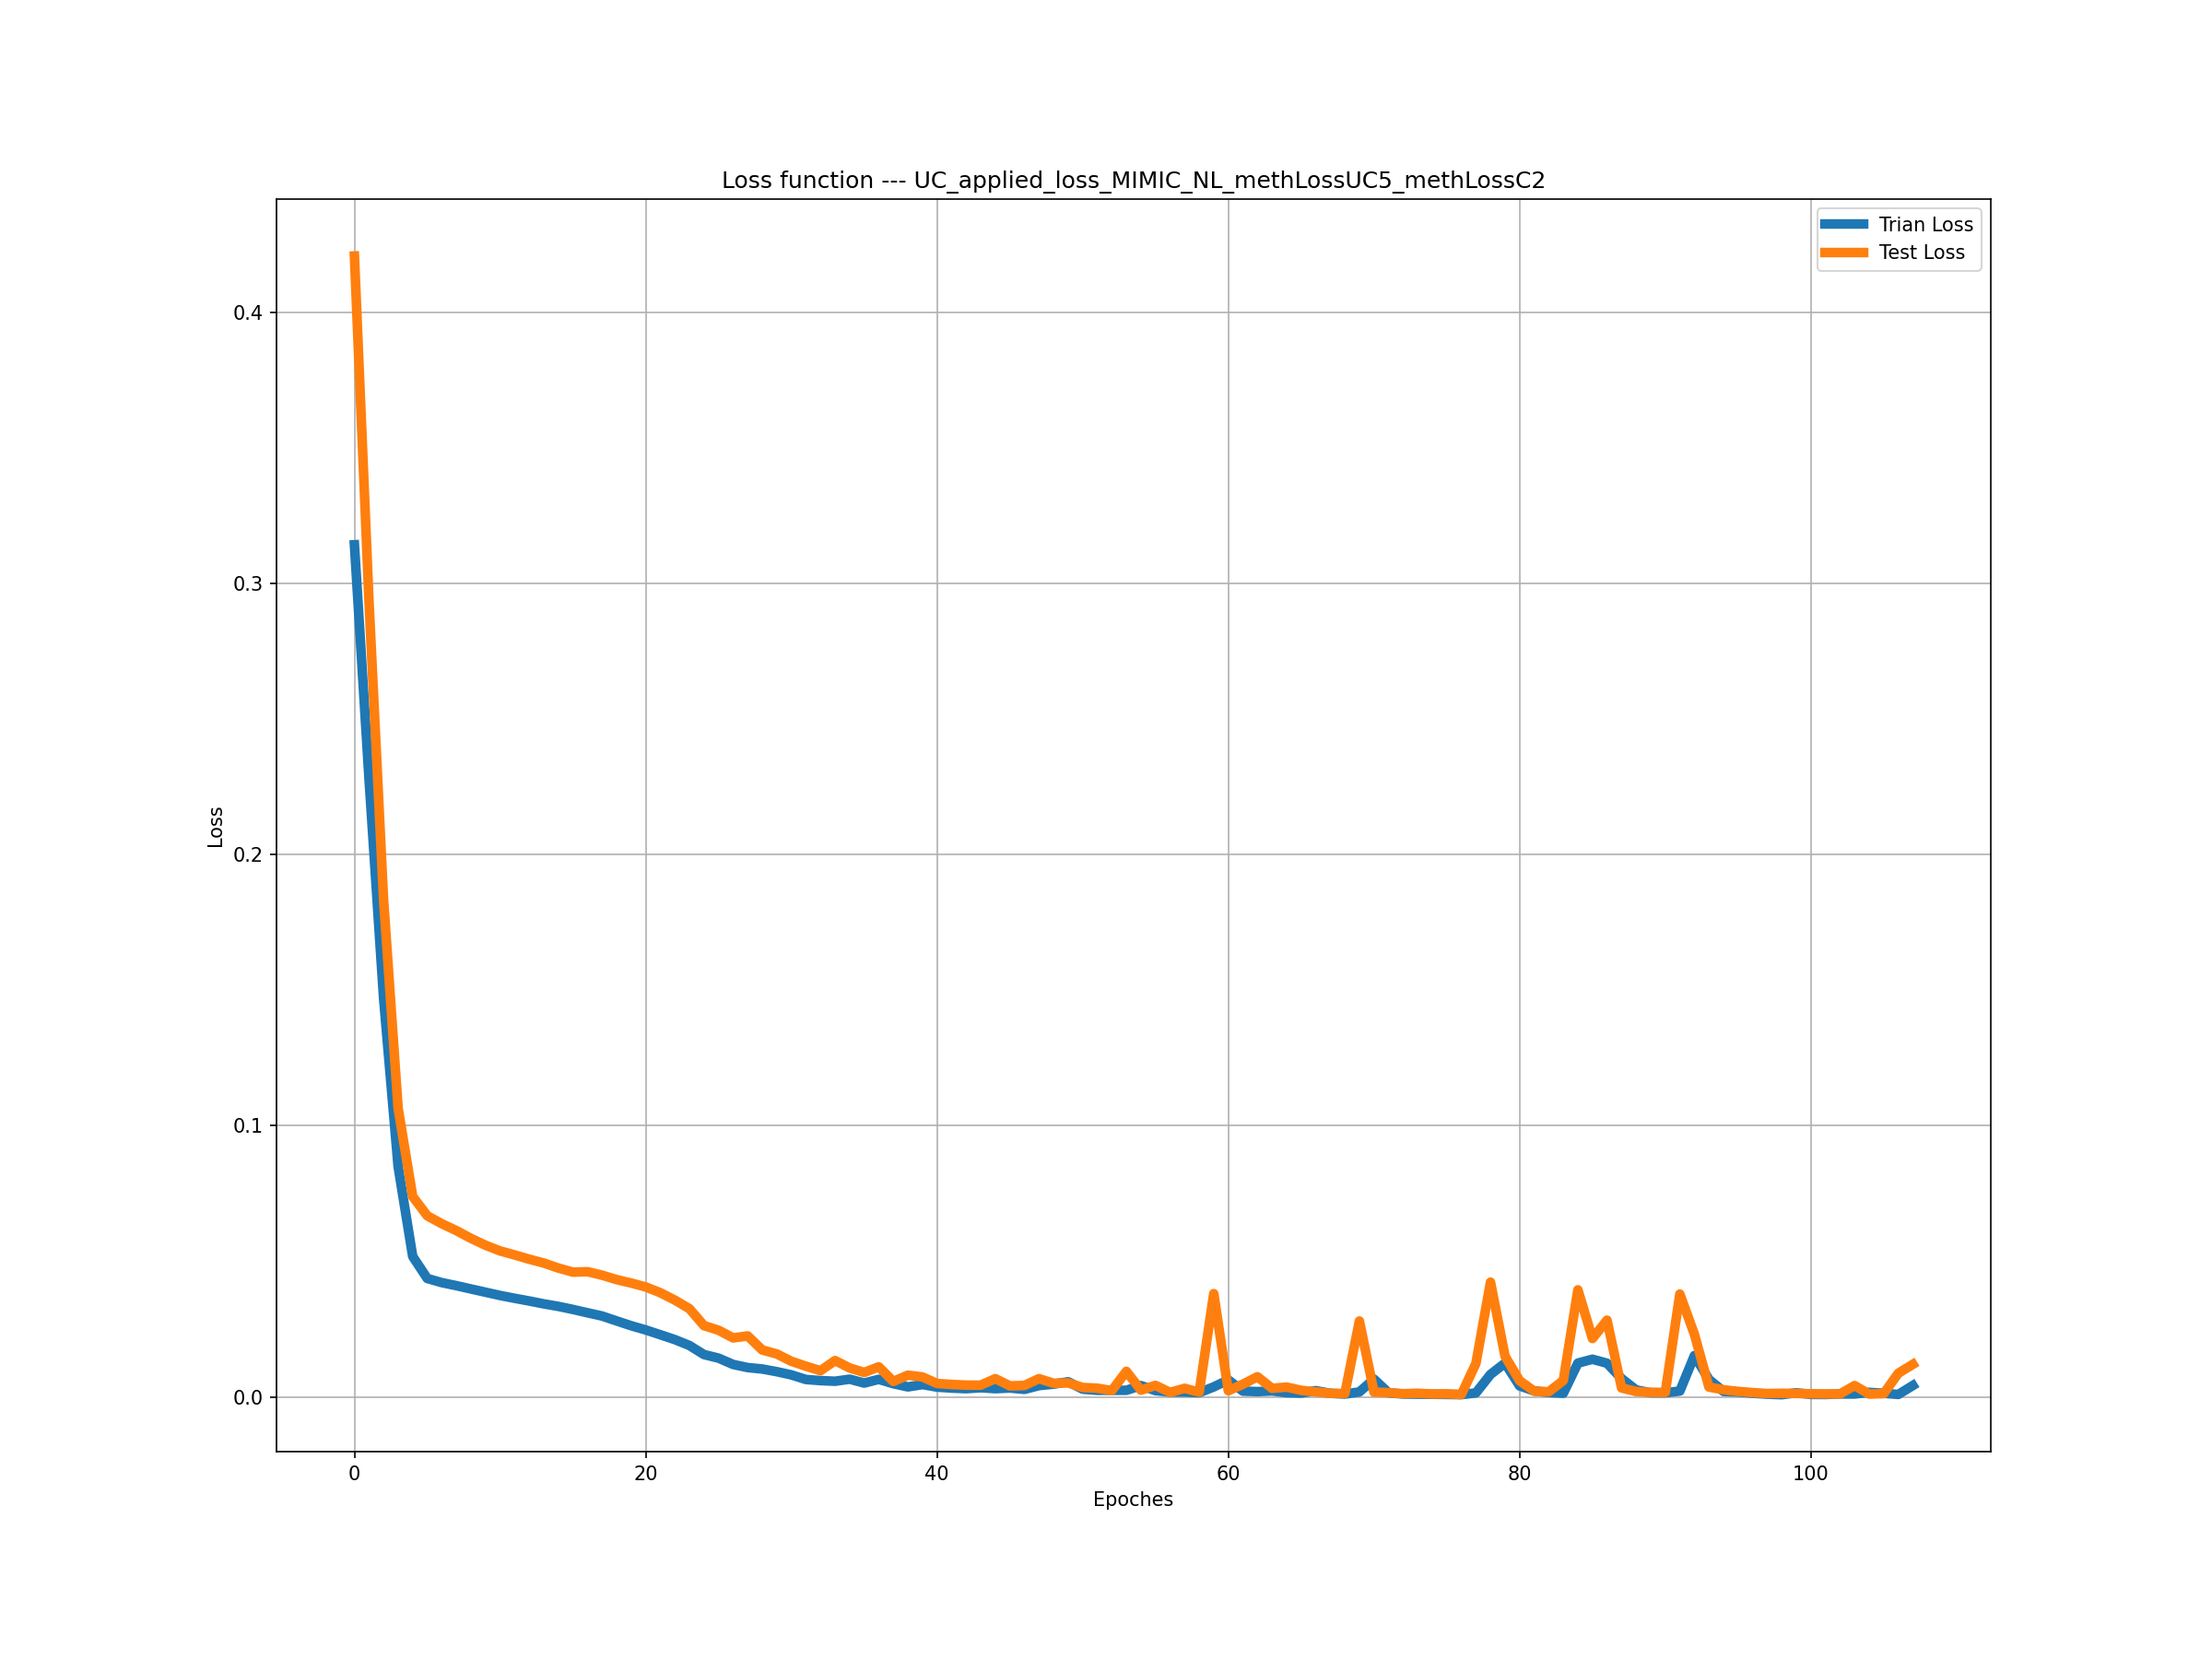 Loss function --- UC_applied_loss_MIMIC_NL_methLossUC5_methLossC2
Trian Loss
Test Loss
Loss
0.4
0.3
0.2
0.1
0.0
0 20 40 60 80 100
Epoches